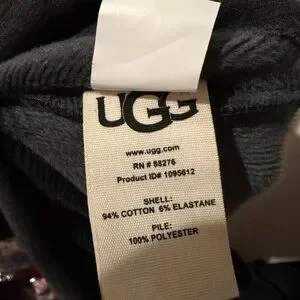 UGG
www.ugg.com
RN # 88276
Product ID# 1095612
SHELL:
94% COTTON 6% ELASTANE
PILE:
100% POLYESTER